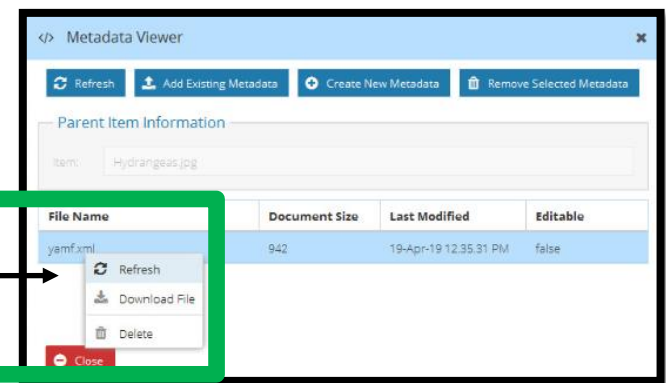 </> Metadata Viewer
Refresh Add Existing Metadata Create New Metadata Remove Selected Metadata
Parent Item Information
Item: Hydrangeas.jpg
File Name Document Size Last Modified Editable
yamf.xml 942 19-Apr-19 12.35.31 PM false
Refresh
Download File
Delete
Close